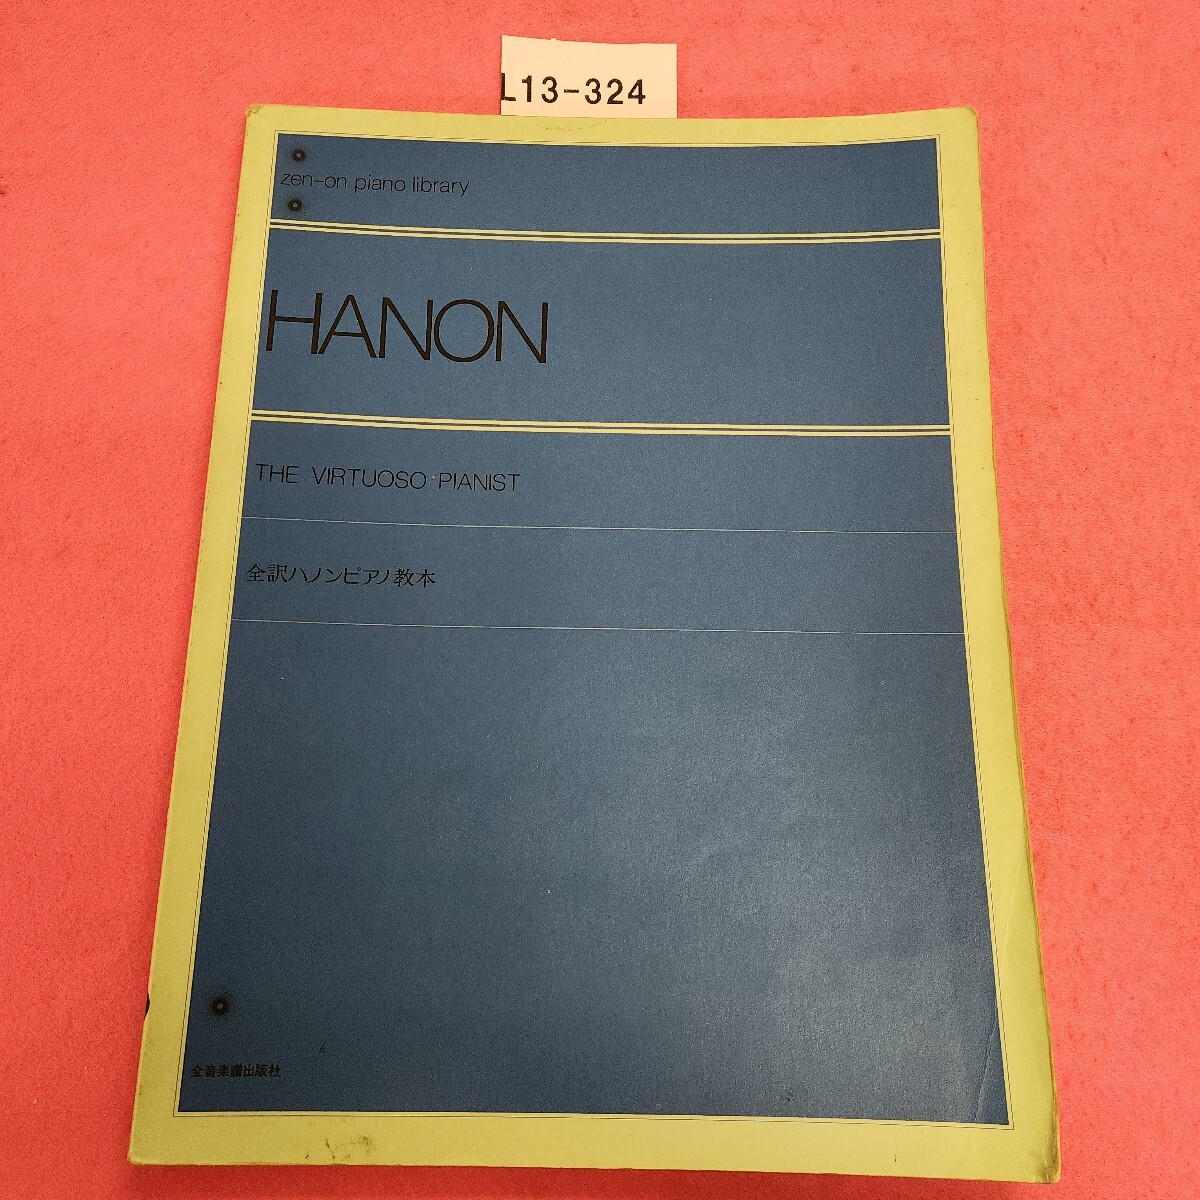 L13-324
zen-on piano library
HANON
THE VIRTUOSO PIANIST
全訳ハノンピアノ教本
全音楽譜出版社